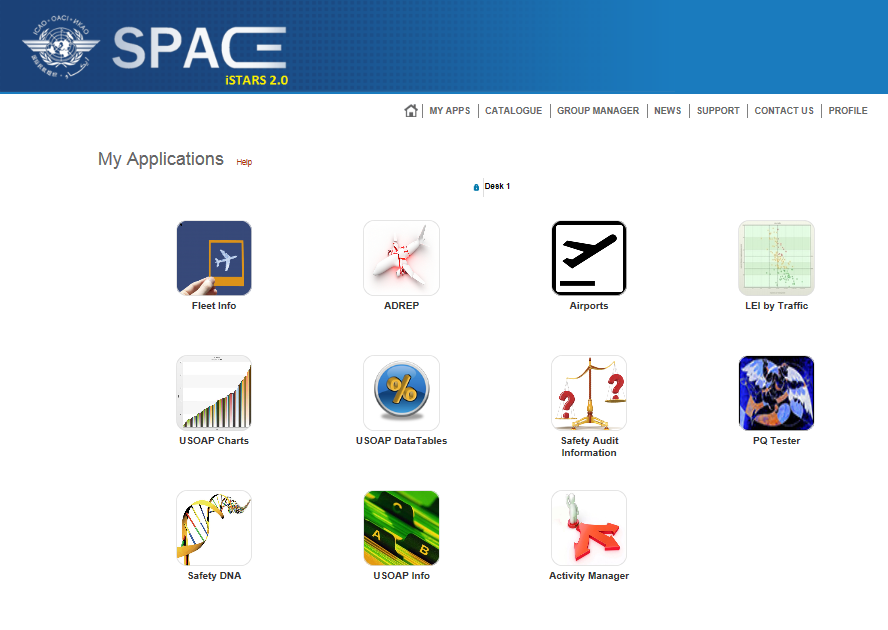 ICAO · OACI · ИКАО
SPACE
iSTARS 2.0
MY APPS CATALOGUE GROUP MANAGER NEWS SUPPORT CONTACT US PROFILE
My Applications Help
Desk 1
Fleet Info ADREP Airports LEI by Traffic
USOAP Charts USOAP DataTables Safety Audit
Information PQ Tester
C
A B
Safety DNA USOAP Info Activity Manager